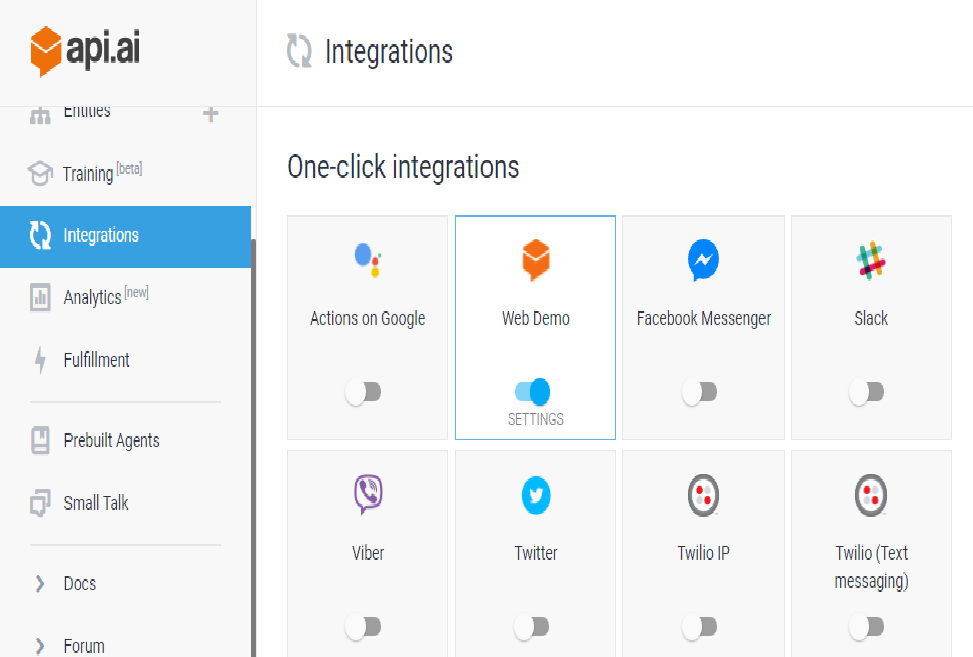 api.ai
Entities
Training [beta]
Integrations
Analytics [new]
Fulfillment
Prebuilt Agents
Small Talk
Docs
Forum
Integrations
One-click integrations
Actions on Google
Web Demo
SETTINGS
Facebook Messenger
Slack
Viber
Twitter
Twilio IP
Twilio (Text
messaging)